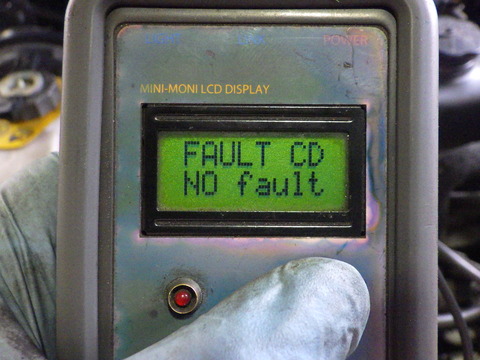 POWER
MINI-MONI LCD DISPLAY
FAULT CD
NO fault